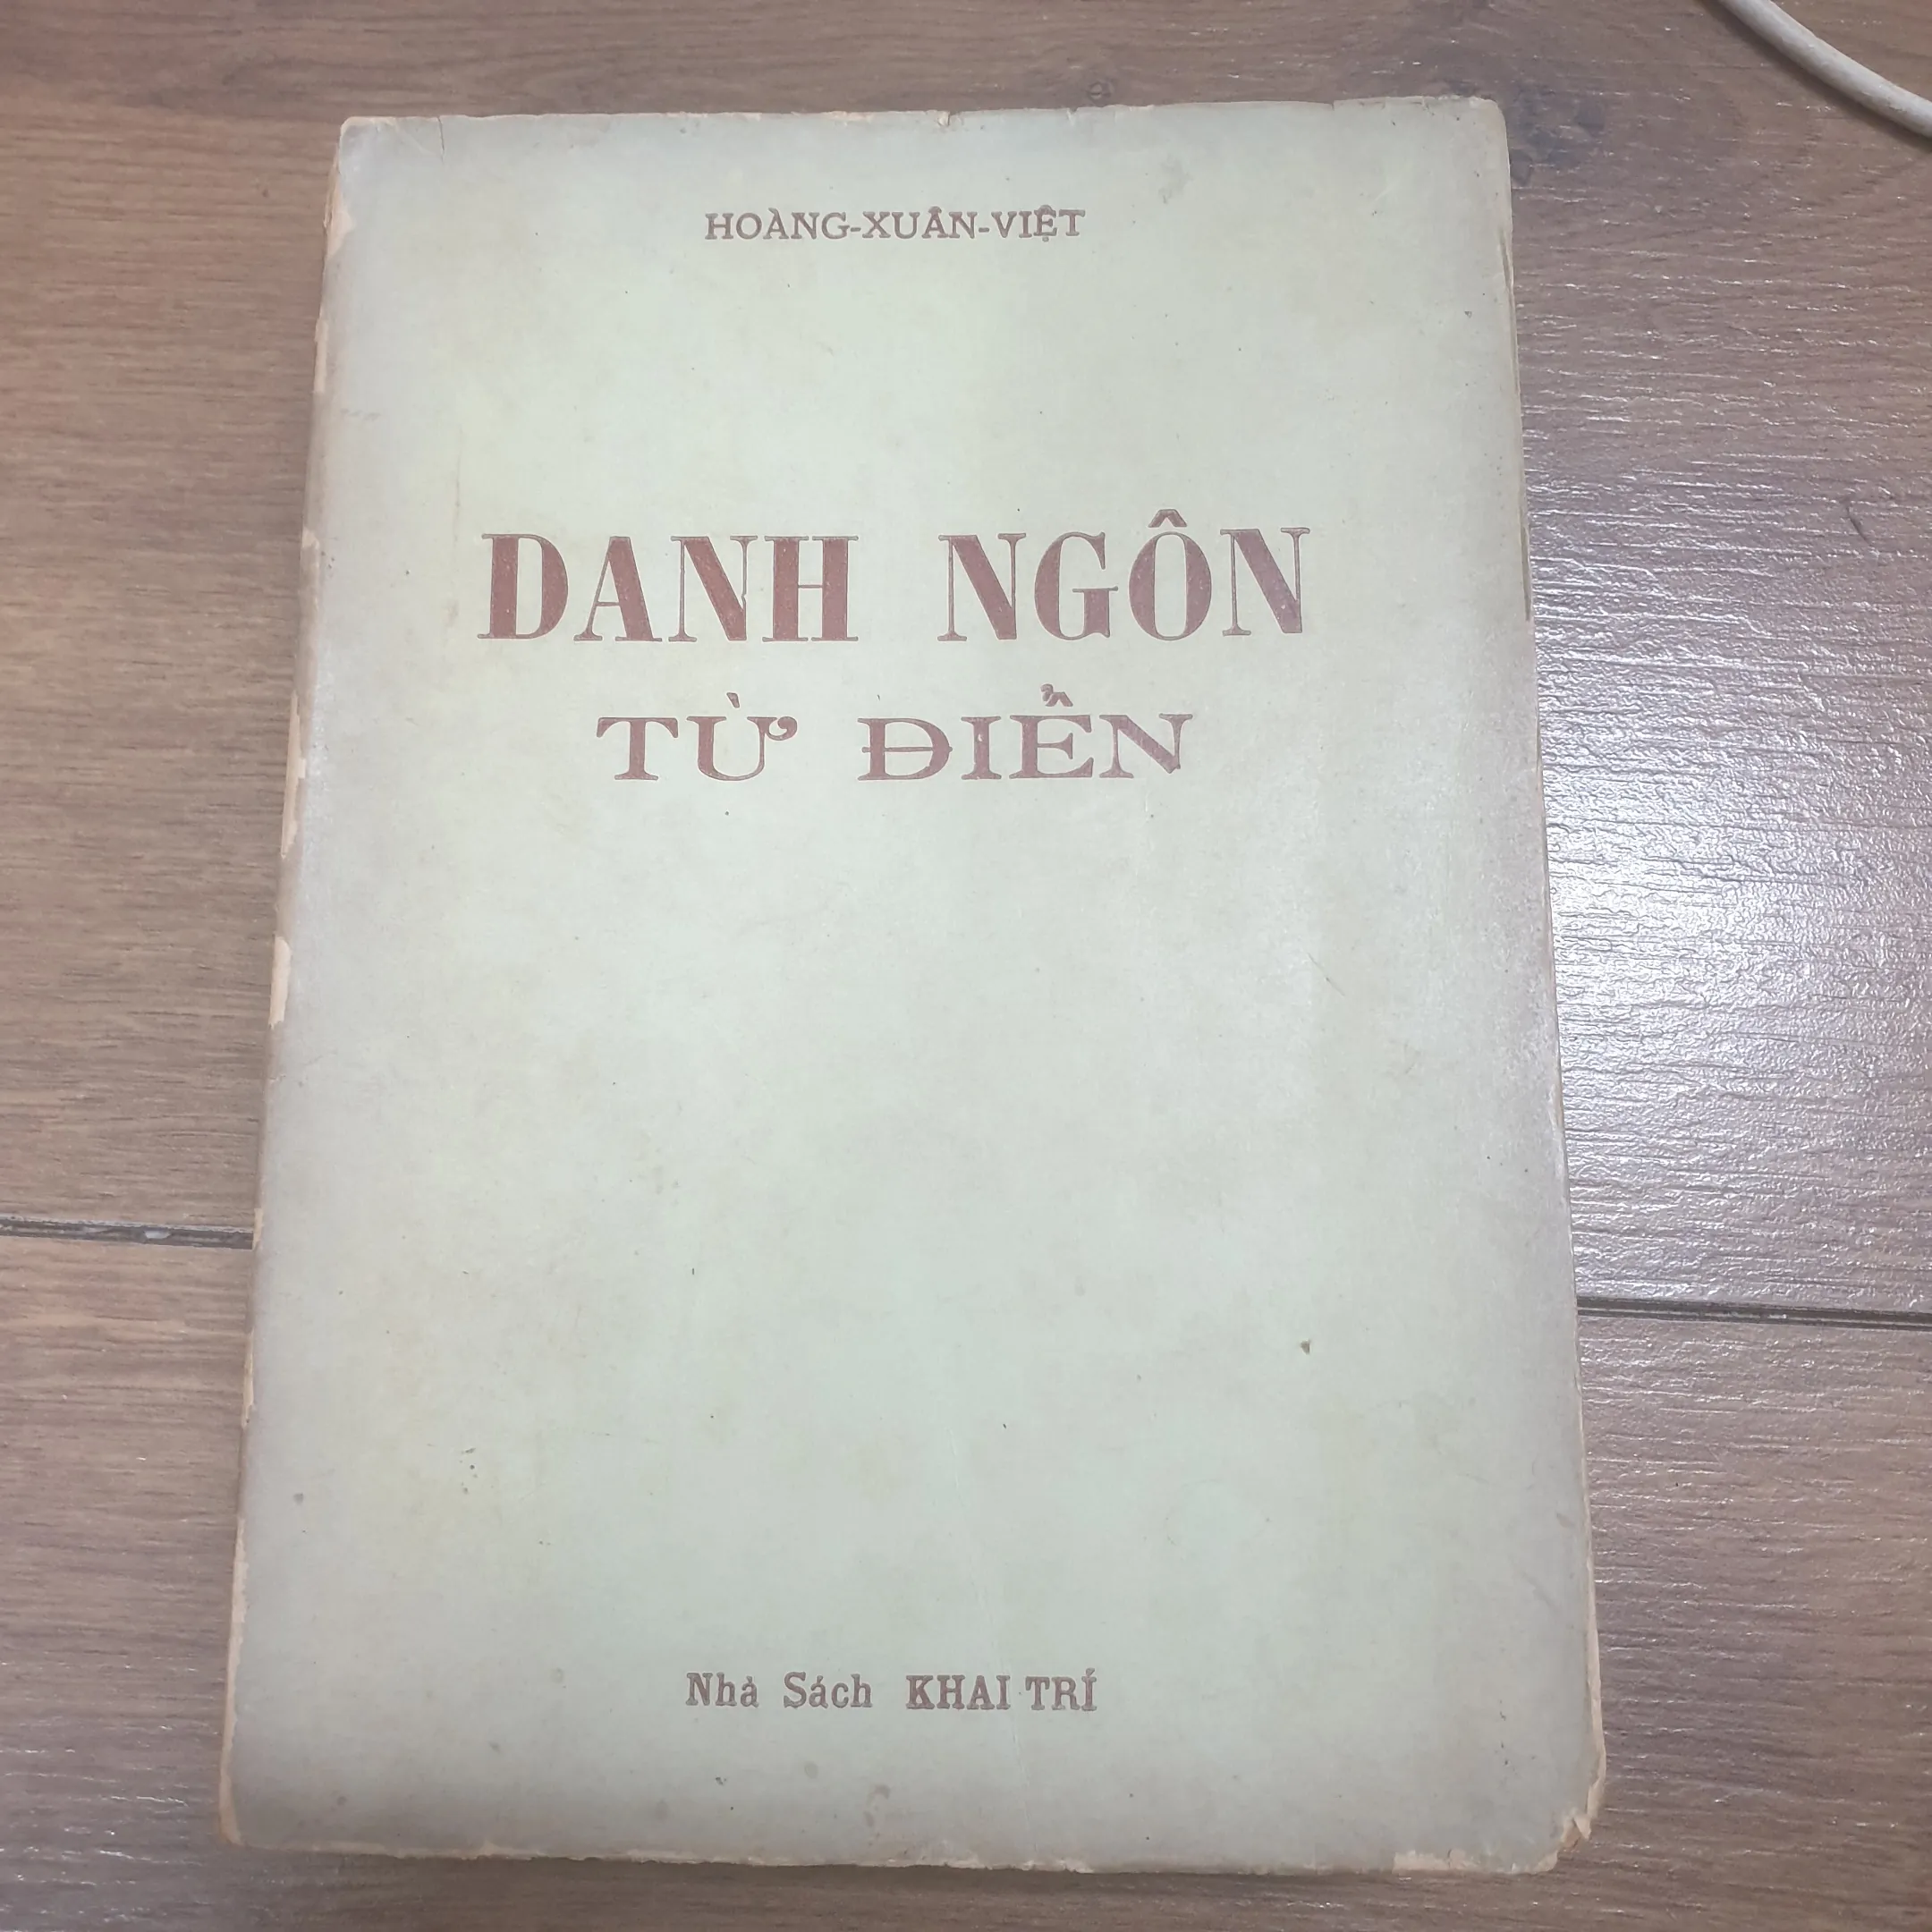 HOÀNG-XUÂN-VIỆT
DANH NGÔN
TỪ ĐIỂN
Nhà Sách KHAI TRÍ